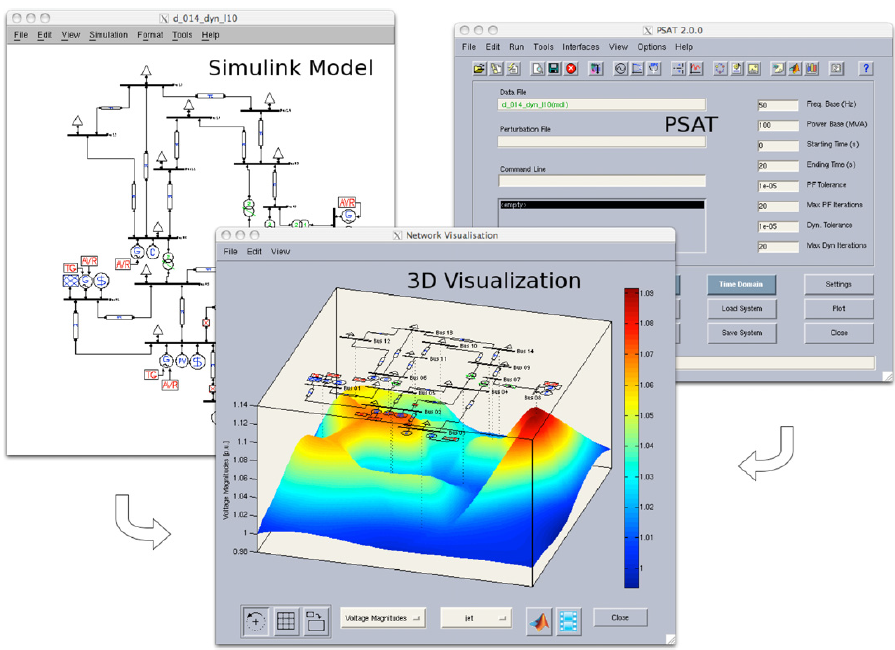 d_014_dyn_l10
File Edit View Simulation Format Tools Help
Simulink Model
TG
AVR
AVR
AVR
TG
AVR
PSAT 2.0.0
File Edit Run Tools Interfaces View Options Help
Data File
d_014_dyn_l10(mdl)
Perturbation File
PSAT
Command Line
<empty>
50 Freq. Base (Hz)
100 Power Base (MVA)
0 Starting Time (s)
20 Ending Time (s)
1e-05 PF Tolerance
20 Max PF Iterations
1e-05 Dyn. Tolerance
20 Max Dyn Iterations
Time Domain Settings
Load System Plot
Save System Close
Network Visualisation
File Edit View
3D Visualization
Bus 13
Bus 12
Bus 10
Bus 14
Bus 11
Bus 09
Bus 06
Bus 07
Bus 01
Bus 04
Bus 08
Bus 02
1.14
1.12
1.1
1.08
1.06
1.04
1.02
1
0.98
Voltage Magnitudes [p.u.]
1.09
1.08
1.07
1.06
1.05
1.04
1.03
1.02
1.01
1
Voltage Magnitudes jet Close